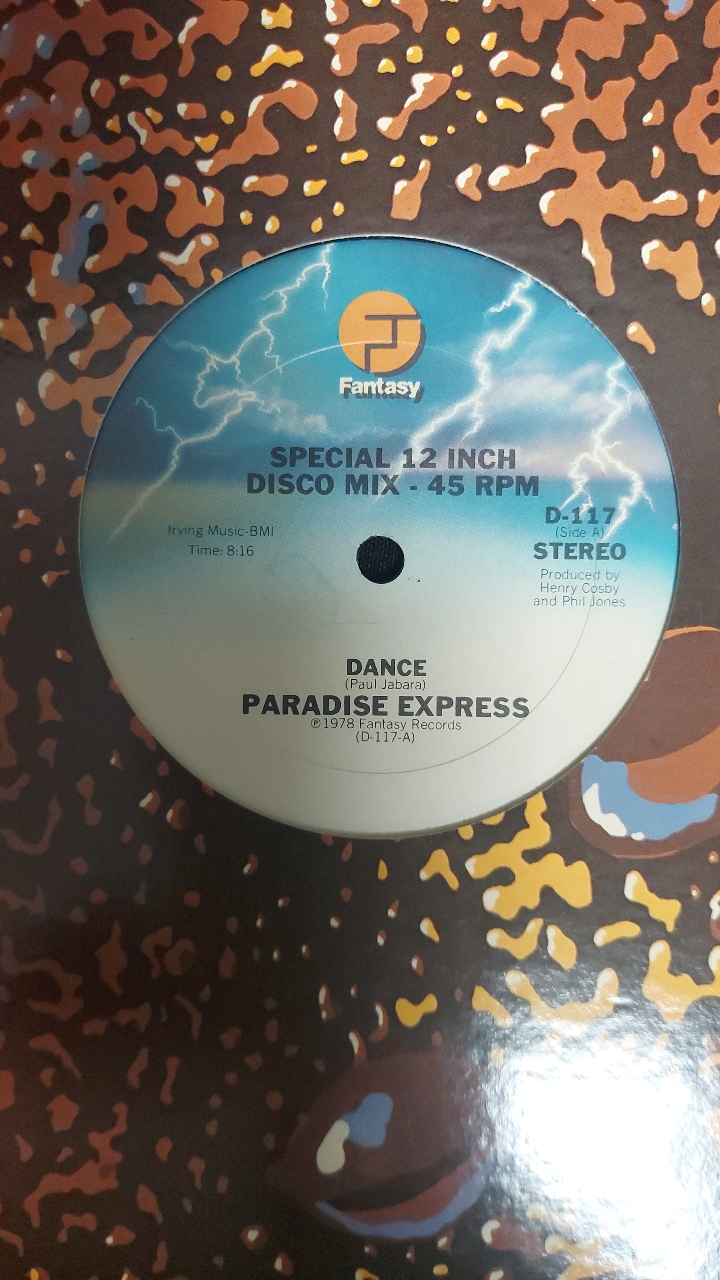 Fantasy
SPECIAL 12 INCH
DISCO MIX - 45 RPM
Irving Music-BMI
Time: 8:16
D-117
(Side A)
STEREO
Produced by
Henry Cosby
and Phil Jones
DANCE
(Paul Jabara)
PARADISE EXPRESS
℗1978 Fantasy Records
(D-117-A)